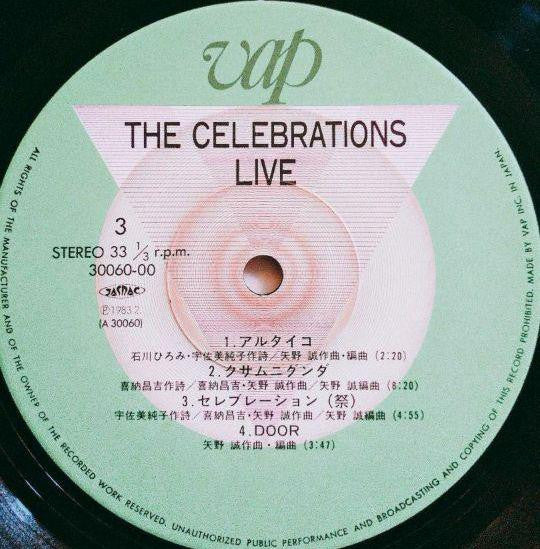 vap
THE CELEBRATIONS
LIVE
3
STEREO 33 1/3 r.p.m.
30060-00
JASRAC
Ⓟ1983.2
(A 30060)
1.アルタイコ
石川ひろみ・宇佐美純子作詩/矢野 誠作曲・編曲 (2:20)
2.クサムニグンダ
喜納昌吉作詩/喜納昌吉・矢野 誠作曲/矢野 誠編曲 (8:20)
3.セレブレーション (祭)
宇佐美純子作詩/喜納昌吉・矢野 誠作曲/矢野 誠編曲 (4:55)
4.DOOR
矢野 誠作曲・編曲 (3:47)
ALL RIGHTS OF THE MANUFACTURER AND OF THE OWNER OF THE RECORDED WORK RESERVED. UNAUTHORIZED PUBLIC PERFORMANCE AND BROADCASTING AND COPYING OF THIS RECORD PROHIBITED. MADE BY VAP INC. IN JAPAN